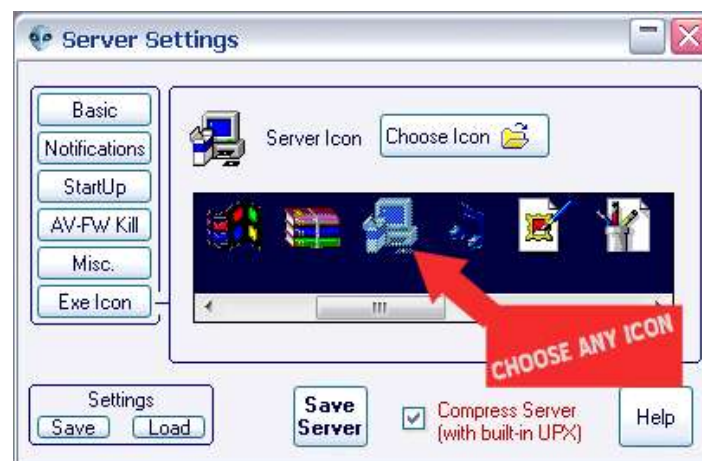 Server Settings
Basic
Notifications
StartUp
AV-FW Kill
Misc.
Exe Icon
Server Icon
Choose Icon
CHOOSE ANY ICON
Settings
Save
Load
Save
Server
Compress Server
(with built-in UPX)
Help